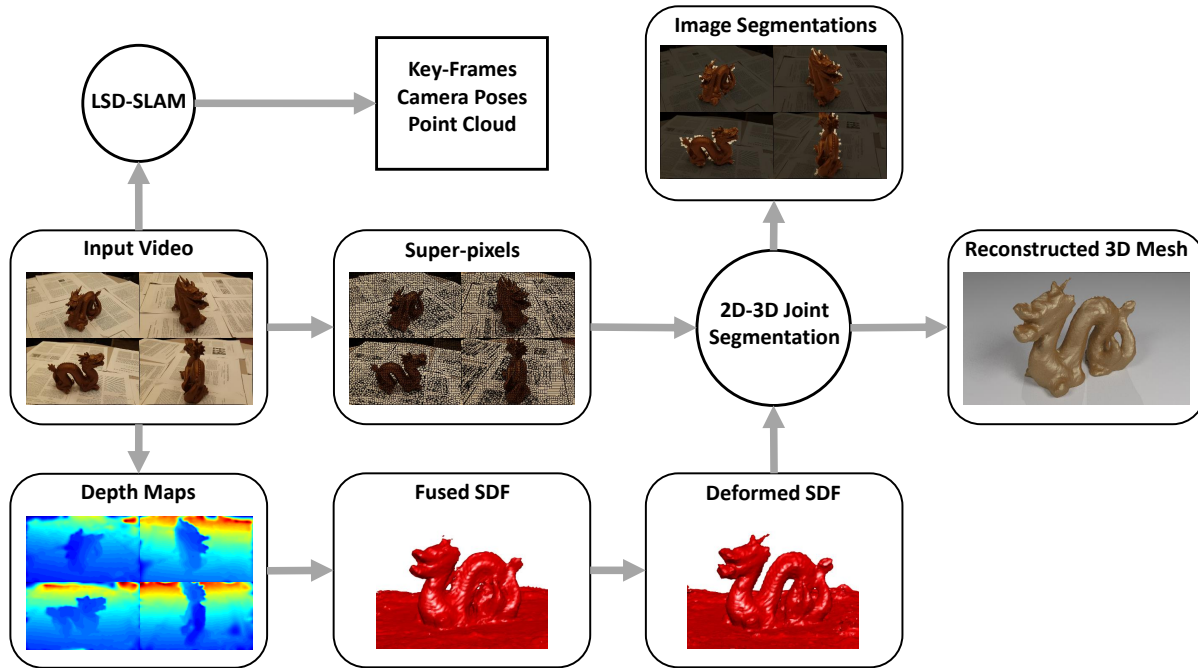 Image Segmentations
LSD-SLAM
Key-Frames
Camera Poses
Point Cloud
Input Video
Super-pixels
2D-3D Joint
Segmentation
Reconstructed 3D Mesh
Depth Maps
Fused SDF
Deformed SDF